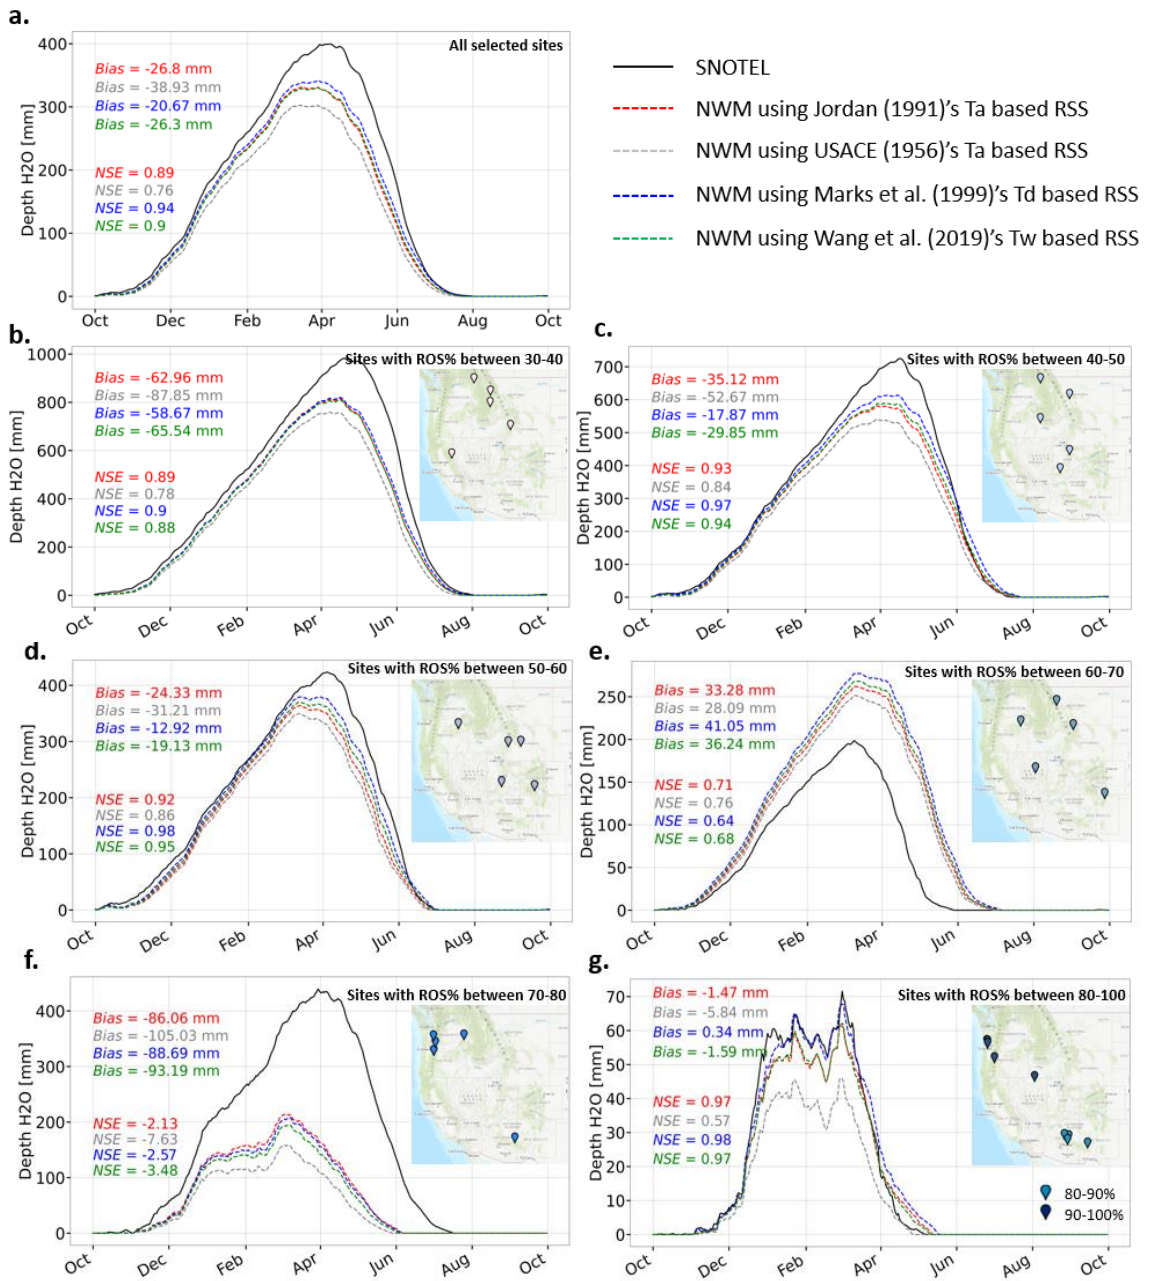 a.
All selected sites
400
300
200
100
0
Depth H2O [mm]
Bias = -26.8 mm
Bias = -38.93 mm
Bias = -20.67 mm
Bias = -26.3 mm
NSE = 0.89
NSE = 0.76
NSE = 0.94
NSE = 0.9
Oct Dec Feb Apr Jun Aug Oct
SNOTEL
NWM using Jordan (1991)'s Ta based RSS
NWM using USACE (1956)'s Ta based RSS
NWM using Marks et al. (1999)'s Td based RSS
NWM using Wang et al. (2019)'s Tw based RSS
b.
Sites with ROS% between 30-40
1000
800
600
400
200
0
Depth H2O [mm]
Bias = -62.96 mm
Bias = -87.85 mm
Bias = -58.67 mm
Bias = -65.54 mm
NSE = 0.89
NSE = 0.78
NSE = 0.9
NSE = 0.88
Oct Dec Feb Apr Jun Aug Oct
c.
Sites with ROS% between 40-50
700
600
500
400
300
200
100
0
Depth H2O [mm]
Bias = -35.12 mm
Bias = -52.67 mm
Bias = -17.87 mm
Bias = -29.85 mm
NSE = 0.93
NSE = 0.84
NSE = 0.97
NSE = 0.94
Oct Dec Feb Apr Jun Aug Oct
d.
Sites with ROS% between 50-60
400
300
200
100
0
Depth H2O [mm]
Bias = -24.33 mm
Bias = -31.21 mm
Bias = -12.92 mm
Bias = -19.13 mm
NSE = 0.92
NSE = 0.86
NSE = 0.98
NSE = 0.95
Oct Dec Feb Apr Jun Aug Oct
e.
Sites with ROS% between 60-70
250
200
150
100
50
0
Depth H2O [mm]
Bias = 33.28 mm
Bias = 28.09 mm
Bias = 41.05 mm
Bias = 36.24 mm
NSE = 0.71
NSE = 0.76
NSE = 0.64
NSE = 0.68
Oct Dec Feb Apr Jun Aug Oct
f.
Sites with ROS% between 70-80
400
300
200
100
0
Depth H2O [mm]
Bias = -86.06 mm
Bias = -105.03 mm
Bias = -88.69 mm
Bias = -93.19 mm
NSE = -2.13
NSE = -7.63
NSE = -2.57
NSE = -3.48
Oct Dec Feb Apr Jun Aug Oct
g.
Sites with ROS% between 80-100
70
60
50
40
30
20
10
0
Depth H2O [mm]
Bias = -1.47 mm
Bias = -5.84 mm
Bias = 0.34 mm
Bias = -1.59 mm
NSE = 0.97
NSE = 0.57
NSE = 0.98
NSE = 0.97
80-90%
90-100%
Oct Dec Feb Apr Jun Aug Oct